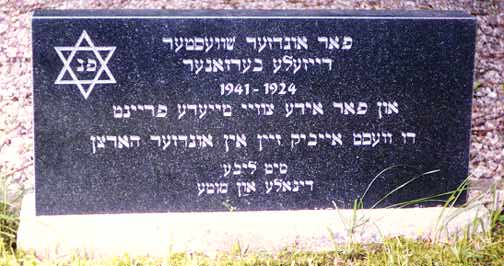 פ נ
פאר אונדזער שוועסטער
רייזעלע בערזאנער
1941-1924
און פאר אירע צוויי טייערע פריינט
דו וועסט אייביק זיין אין אונדזער הארצן
מיט ליבע
דינאלע און מוטע